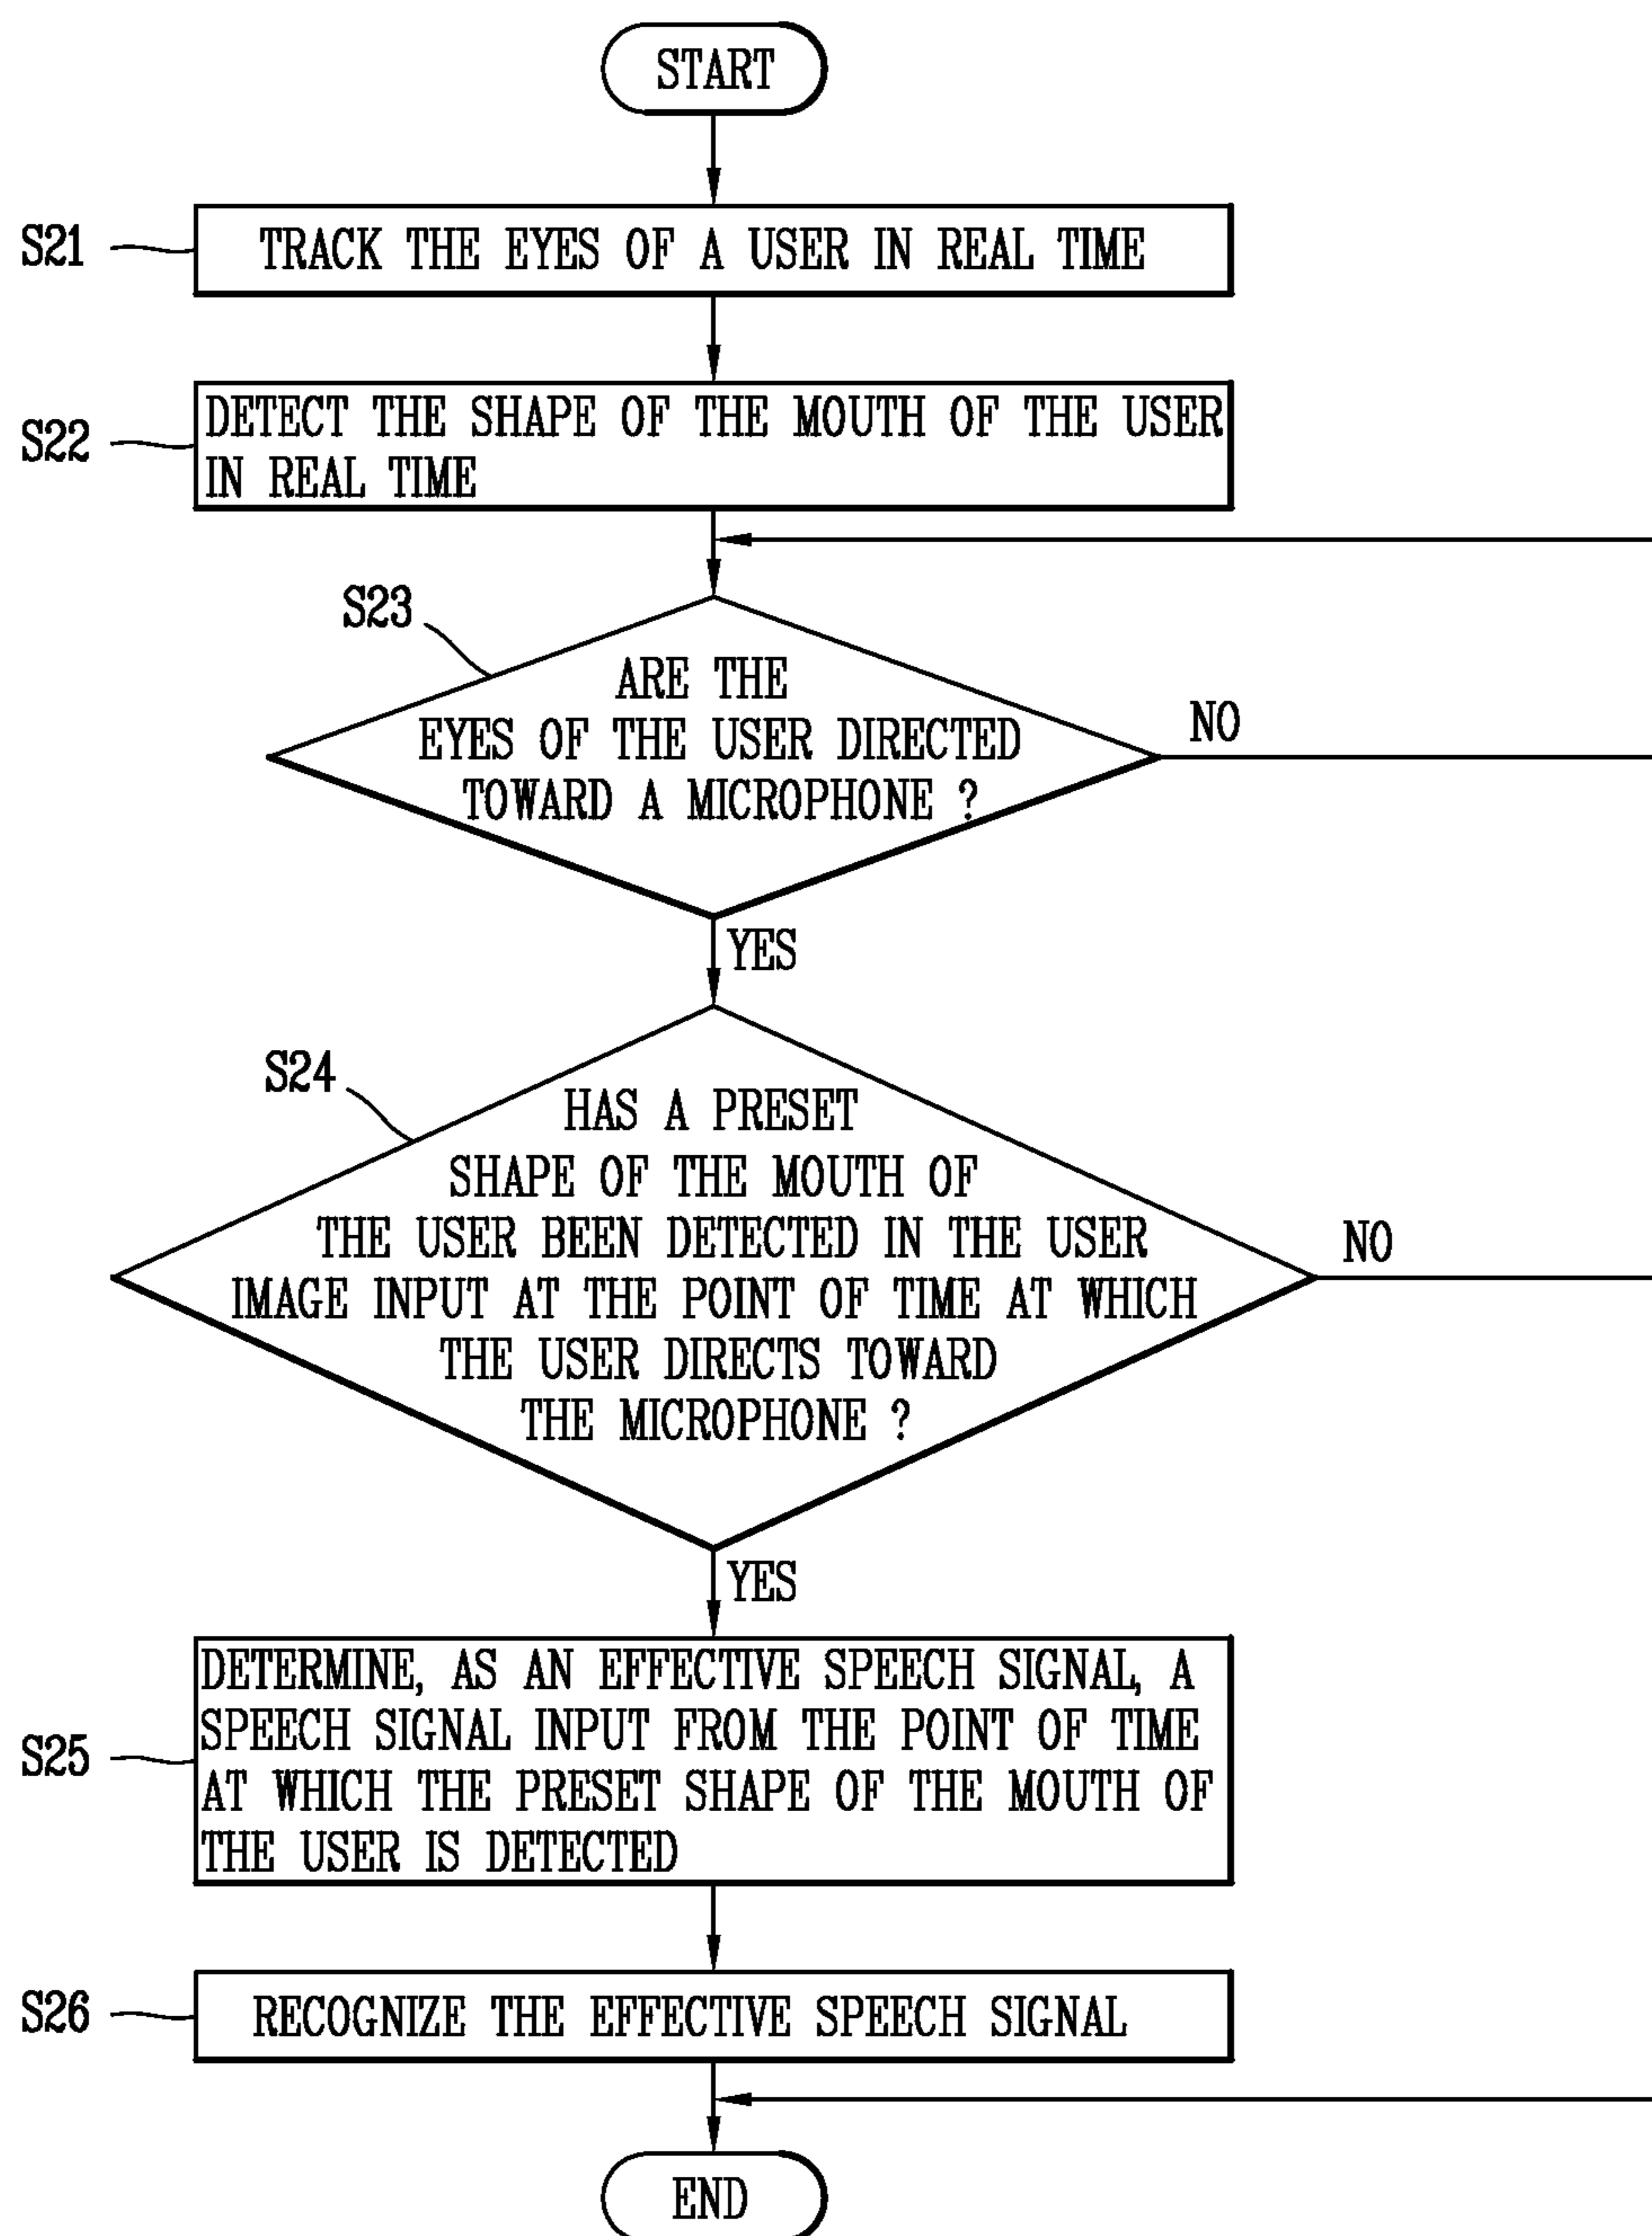 START
S21
TRACK THE EYES OF A USER IN REAL TIME
S22
DETECT THE SHAPE OF THE MOUTH OF THE USER
IN REAL TIME
S23
ARE THE
EYES OF THE USER DIRECTED
TOWARD A MICROPHONE ?
NO
YES
S24
HAS A PRESET
SHAPE OF THE MOUTH OF
THE USER BEEN DETECTED IN THE USER
IMAGE INPUT AT THE POINT OF TIME AT WHICH
THE USER DIRECTS TOWARD
THE MICROPHONE ?
NO
YES
S25
DETERMINE, AS AN EFFECTIVE SPEECH SIGNAL, A
SPEECH SIGNAL INPUT FROM THE POINT OF TIME
AT WHICH THE PRESET SHAPE OF THE MOUTH OF
THE USER IS DETECTED
S26
RECOGNIZE THE EFFECTIVE SPEECH SIGNAL
END